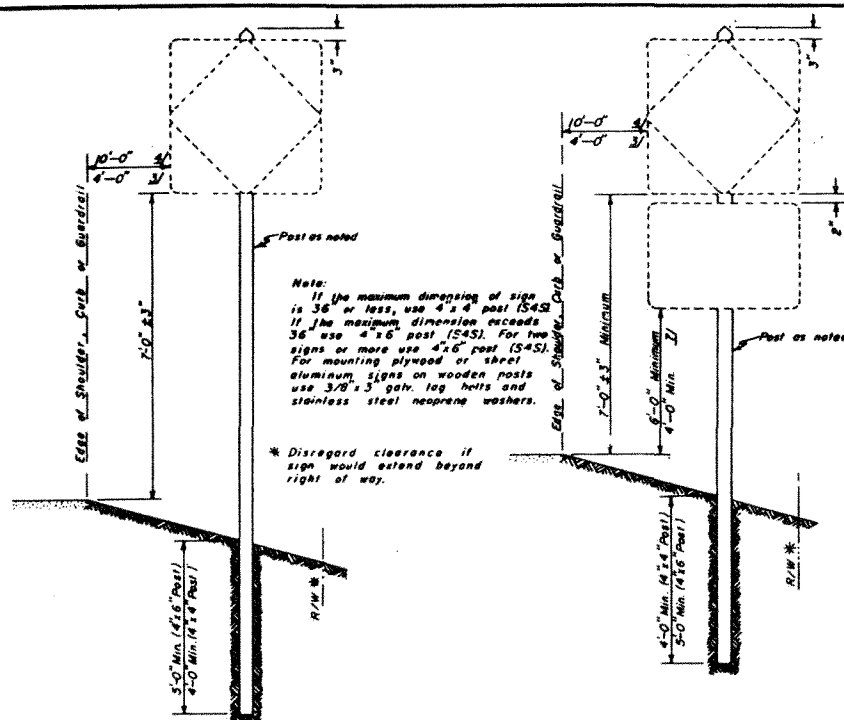 3"
10'-0" 4/
4'-0" 3/
Edge of Shoulder, Curb or Guardrail
7'-0" ±3"
Post as noted
Note:
If the maximum dimension of sign
is 36" or less, use 4"x 4" post (S4S).
If the maximum dimension exceeds
36" use 4"x6" post (S4S). For two
signs or more use 4"x6" post (S4S).
For mounting plywood or sheet
aluminum signs on wooden posts
use 3/8"x 3" galv. lag bolts and
stainless steel neoprene washers.
* Disregard clearance if
sign would extend beyond
right of way.
5'-0" Min. (4"x6" Post)
4'-0" Min. (4"x4" Post)
R/W *
3"
10'-0" 4/
4'-0" 3/
2"
Edge of Shoulder, Curb or Guardrail
7'-0" ±3" Minimum
6'-0" Minimum
4'-0" Min.
Post as noted
4'-0" Min. (4"x4" Post)
5'-0" Min. (4"x6" Post)
R/W *